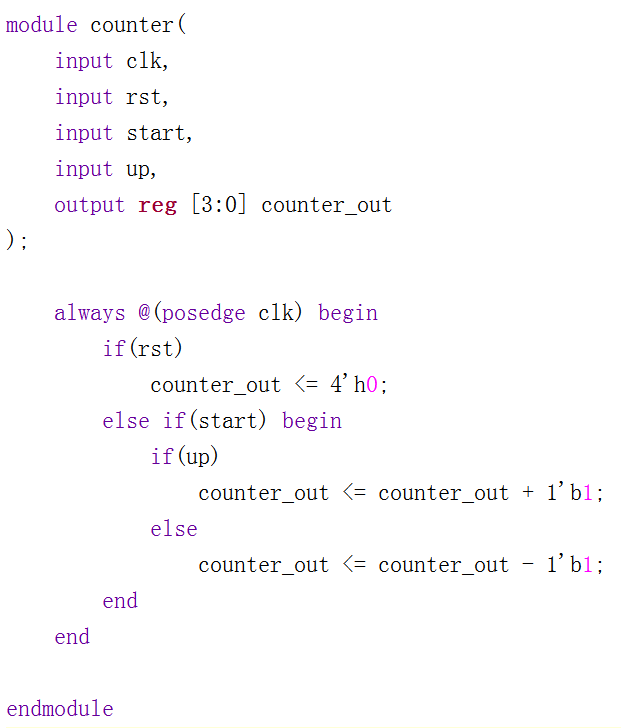 module counter(
    input clk,
    input rst,
    input start,
    input up,
    output reg [3:0] counter_out
);
    always @(posedge clk) begin
        if(rst)
            counter_out <= 4'h0;
        else if(start) begin
            if(up)
                counter_out <= counter_out + 1'b1;
            else
                counter_out <= counter_out - 1'b1;
        end
    end
endmodule